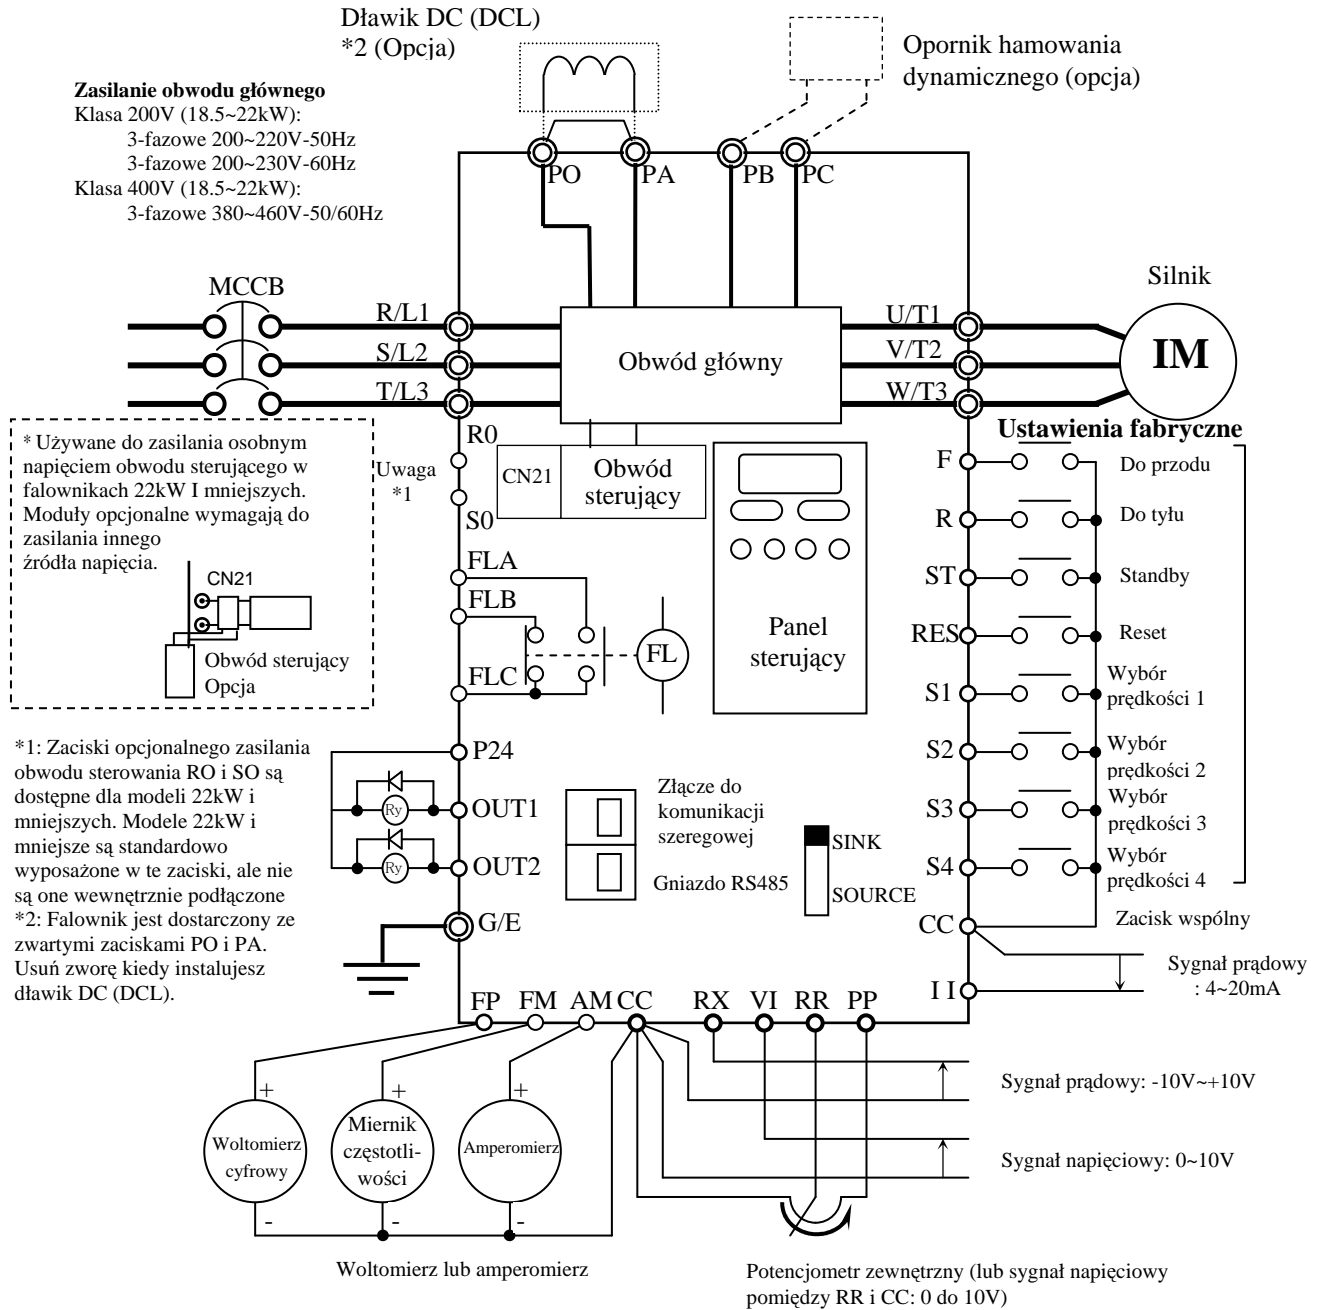 Dławik DC (DCL)
*2 (Opcja)
Opornik hamowania
dynamicznego (opcja)
Zasilanie obwodu głównego
Klasa 200V (18.5~22kW):
3-fazowe 200~220V-50Hz
3-fazowe 200~230V-60Hz
Klasa 400V (18.5~22kW):
3-fazowe 380~460V-50/60Hz
PO
PA
PB
PC
MCCB
R/L1
S/L2
T/L3
Obwód główny
U/T1
V/T2
W/T3
Silnik
IM
* Używane do zasilania osobnym
napięciem obwodu sterującego w
falownikach 22kW I mniejszych.
Moduły opcjonalne wymagają do
zasilania innego
źródła napięcia.
CN21
Obwód sterujący
Opcja
Uwaga
*1
R0
S0
CN21
Obwód
sterujący
Panel
sterujący
FLA
FLB
FLC
FL
Ustawienia fabryczne
F
Do przodu
R
Do tyłu
ST
Standby
RES
Reset
S1
Wybór
prędkości 1
S2
Wybór
prędkości 2
S3
Wybór
prędkości 3
S4
Wybór
prędkości 4
CC
Zacisk wspólny
I I
Sygnał prądowy
: 4~20mA
*1: Zaciski opcjonalnego zasilania
obwodu sterowania RO i SO są
dostępne dla modeli 22kW i
mniejszych. Modele 22kW i
mniejsze są standardowo
wyposażone w te zaciski, ale nie
są one wewnętrznie podłączone
*2: Falownik jest dostarczony ze
zwartymi zaciskami PO i PA.
Usuń zworę kiedy instalujesz
dławik DC (DCL).
P24
OUT1
Ry
OUT2
Ry
G/E
Złącze do
komunikacji
szeregowej
Gniazdo RS485
SINK
SOURCE
FP
FM
AM
CC
RX
VI
RR
PP
+
+
+
Woltomierz
cyfrowy
Miernik
częstotli-
wości
Amperomierz
-
-
-
Woltomierz lub amperomierz
Sygnał prądowy: -10V~+10V
Sygnał napięciowy: 0~10V
Potencjometr zewnętrzny (lub sygnał napięciowy
pomiędzy RR i CC: 0 do 10V)